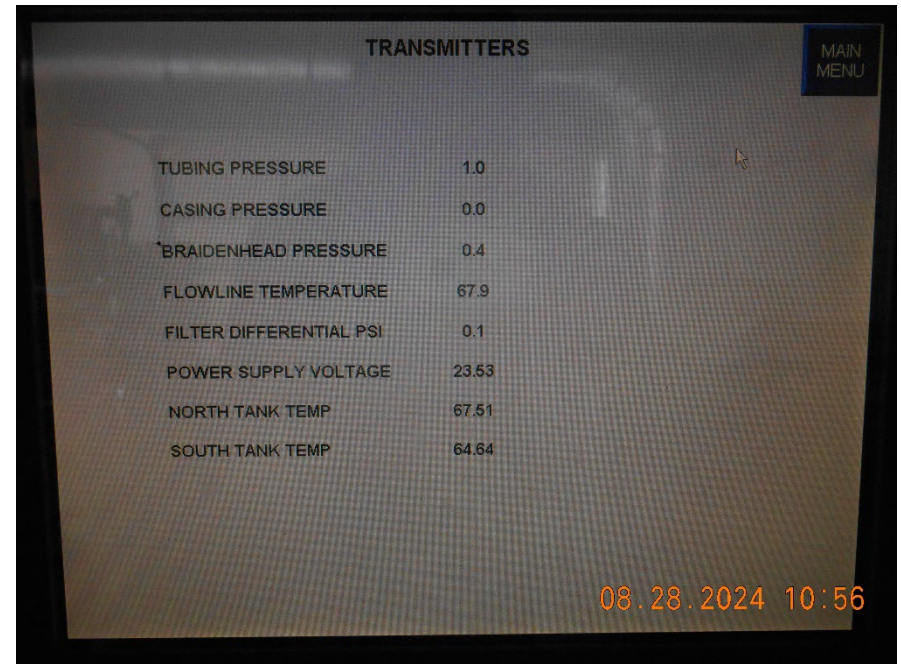 TRANSMITTERS
MAIN
MENU
TUBING PRESSURE 1.0
CASING PRESSURE 0.0
BRAIDENHEAD PRESSURE 0.4
FLOWLINE TEMPERATURE 67.9
FILTER DIFFERENTIAL PSI 0.1
POWER SUPPLY VOLTAGE 23.53
NORTH TANK TEMP 67.51
SOUTH TANK TEMP 64.64
08.28.2024 10:56